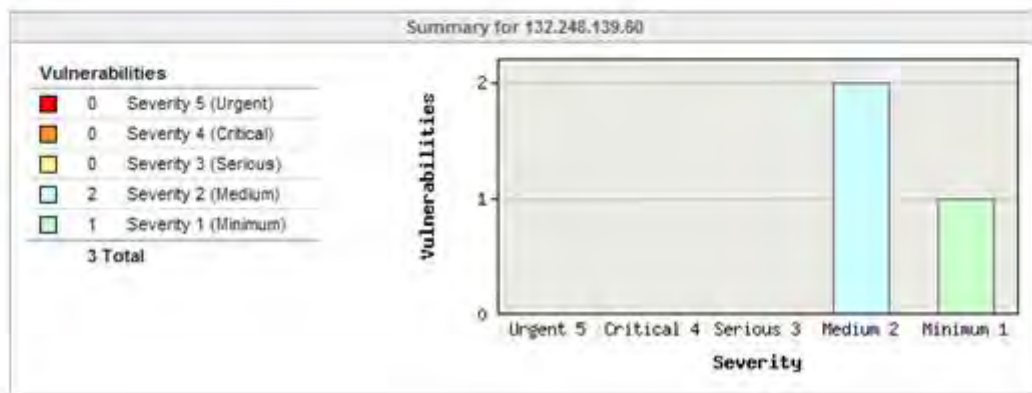 Summary for 132.248.139.60
Vulnerabilities
0 Severity 5 (Urgent)
0 Severity 4 (Critical)
0 Severity 3 (Serious)
2 Severity 2 (Medium)
1 Severity 1 (Minimum)
3 Total
Vulnerabilities
2
1
0
Urgent 5 Critical 4 Serious 3 Medium 2 Minimum 1
Severity